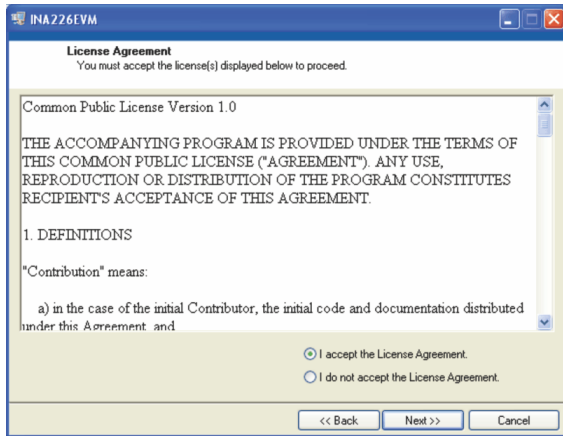 INA226EVM
License Agreement
You must accept the license(s) displayed below to proceed.
Common Public License Version 1.0
THE ACCOMPANYING PROGRAM IS PROVIDED UNDER THE TERMS OF
THIS COMMON PUBLIC LICENSE ("AGREEMENT"). ANY USE,
REPRODUCTION OR DISTRIBUTION OF THE PROGRAM CONSTITUTES
RECIPIENT'S ACCEPTANCE OF THIS AGREEMENT.
1. DEFINITIONS
"Contribution" means:
a) in the case of the initial Contributor, the initial code and documentation distributed
under this Agreement, and
I accept the License Agreement.
I do not accept the License Agreement.
<< Back
Next >>
Cancel